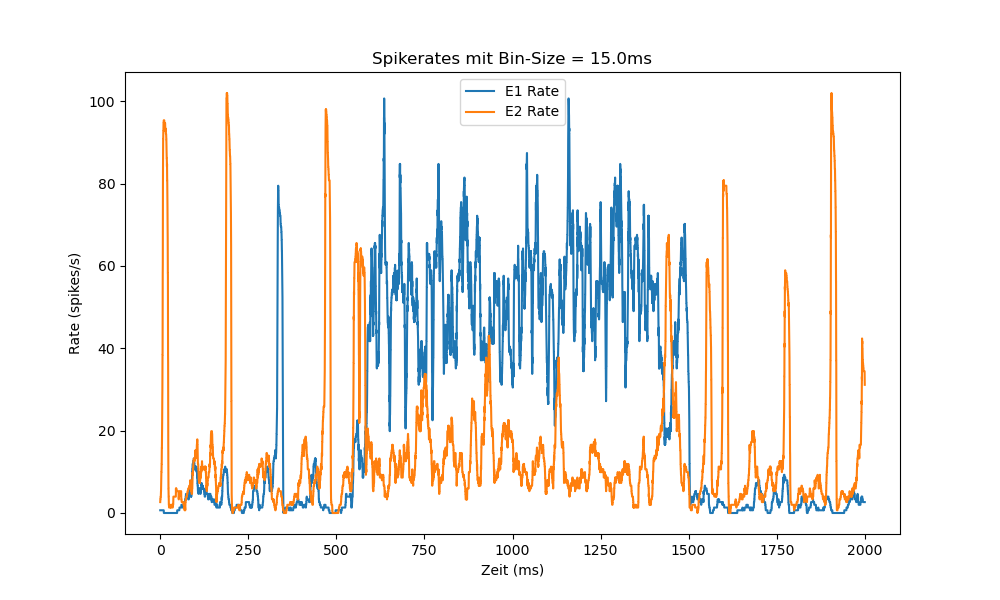 Spikerates mit Bin-Size = 15.0ms
E1 Rate
E2 Rate
100
80
60
40
20
0
Rate (spikes/s)
0 250 500 750 1000 1250 1500 1750 2000
Zeit (ms)